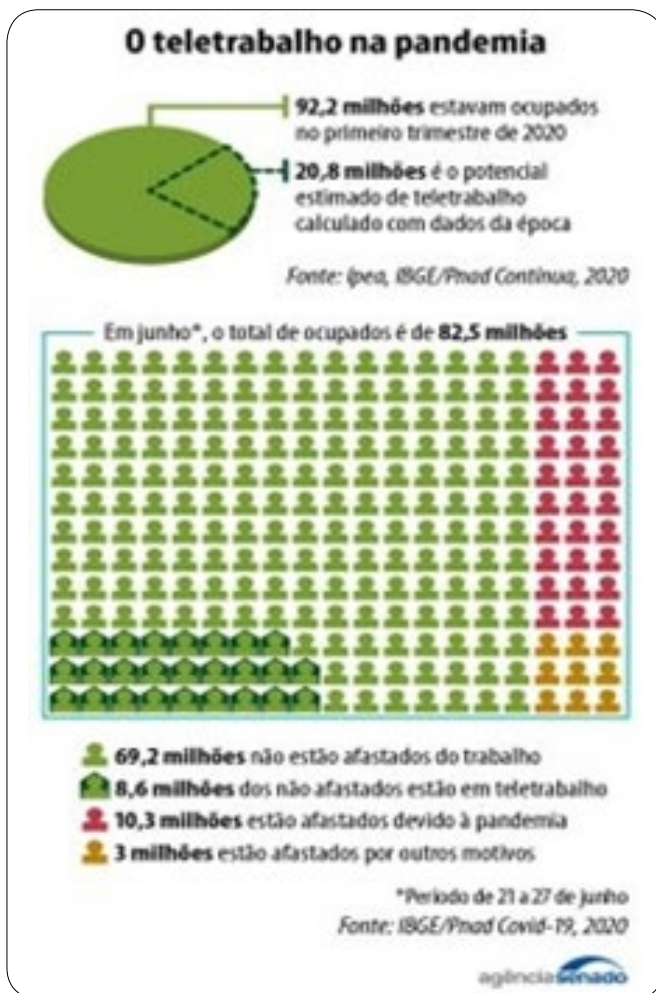 O teletrabalho na pandemia
92,2 milhões estavam ocupados
no primeiro trimestre de 2020
20,8 milhões é o potencial
estimado de teletrabalho
calculado com dados da época
Fonte: Ipea, IBGE/Pnad Contínua, 2020
Em junho*, o total de ocupados é de 82,5 milhões
69,2 milhões não estão afastados do trabalho
8,6 milhões dos não afastados estão em teletrabalho
10,3 milhões estão afastados devido à pandemia
3 milhões estão afastados por outros motivos
*Período de 21 a 27 de junho
Fonte: IBGE/Pnad Covid-19, 2020
agênciasenado